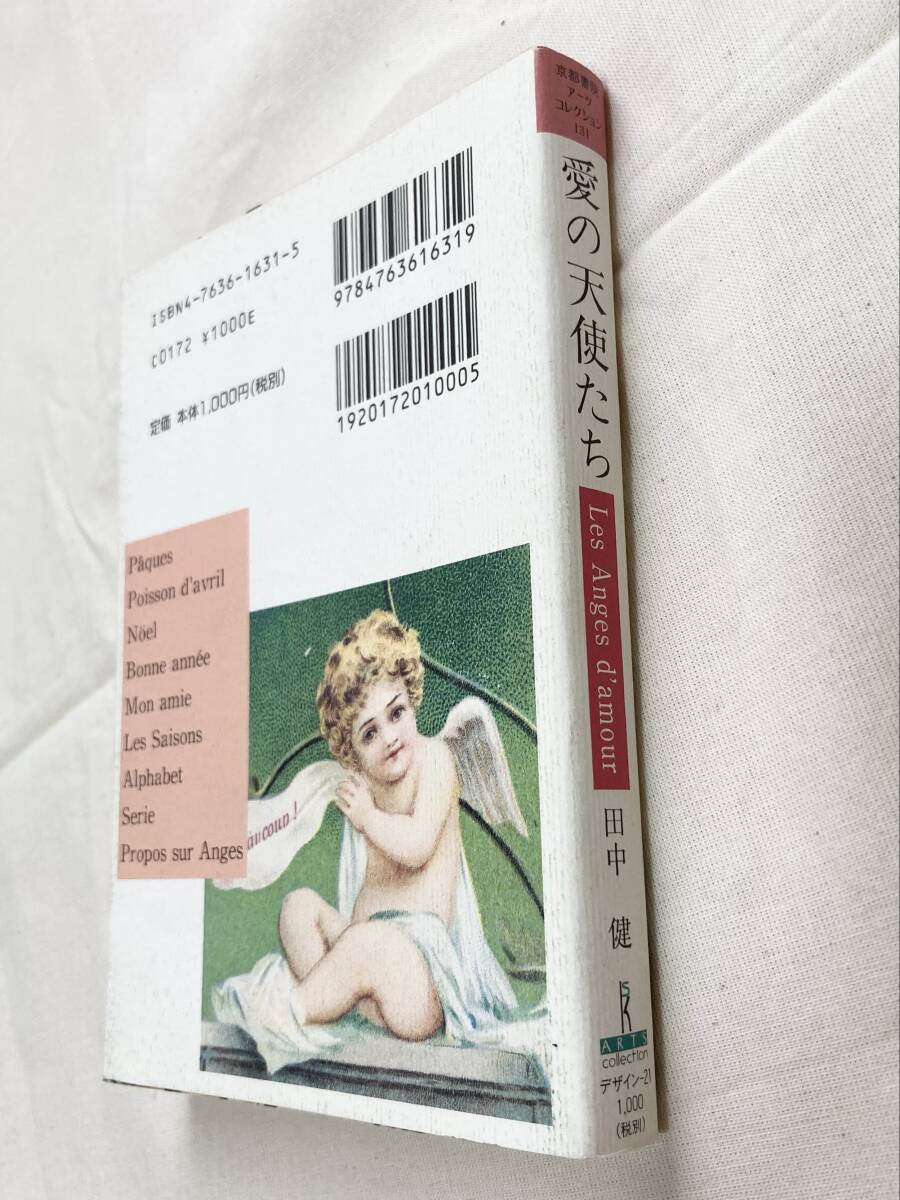 ISBN4-7636-1631-5
C0172 ¥1000E
定価 本体1,000円(税別)
9784763616319
1920172010005
Pâques
Poisson d'avril
Nöel
Bonne année
Mon amie
Les Saisons
Alphabet
Serie
Propos sur Anges
京都書院
アーツ
コレクション
131
愛の天使たち
Les Anges d'amour
田中 健
SK
ARTS
collection
デザイン-21
1,000
(税別)